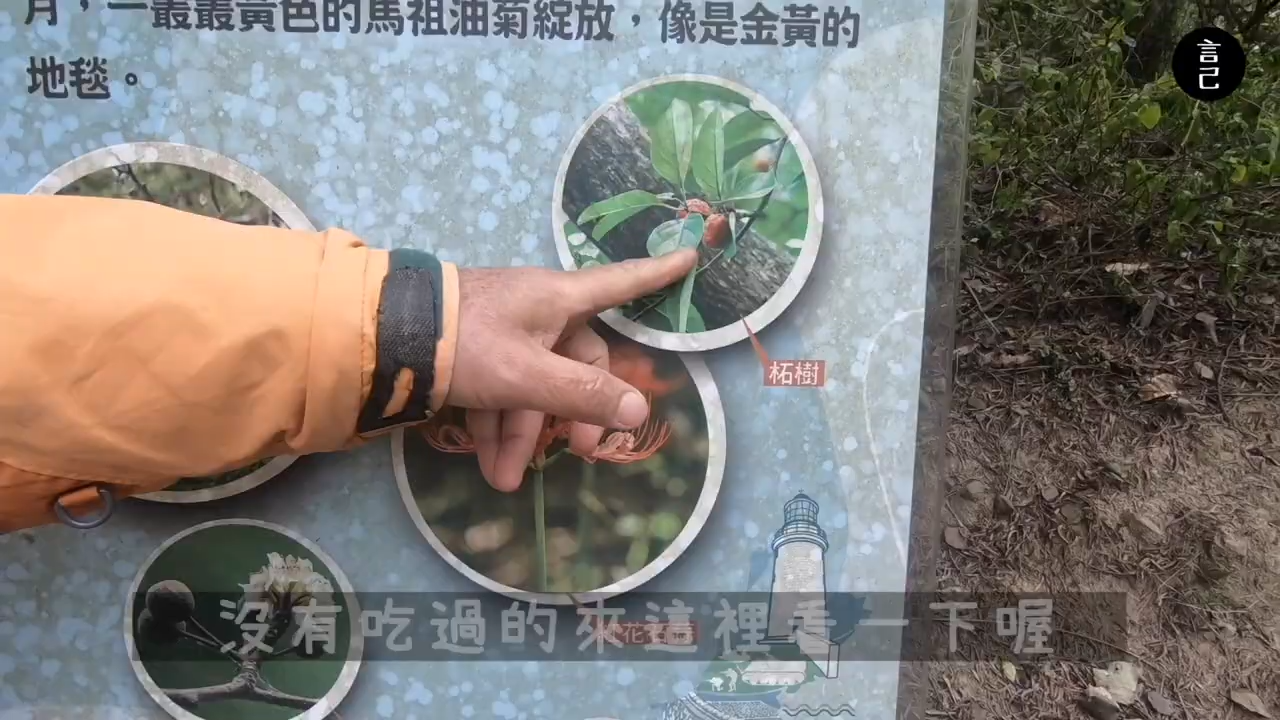 月，一叢叢黃色的馬祖油菊綻放，像是金黃的
地毯。
言己
柘樹
沒有吃過的來這裡看一下喔